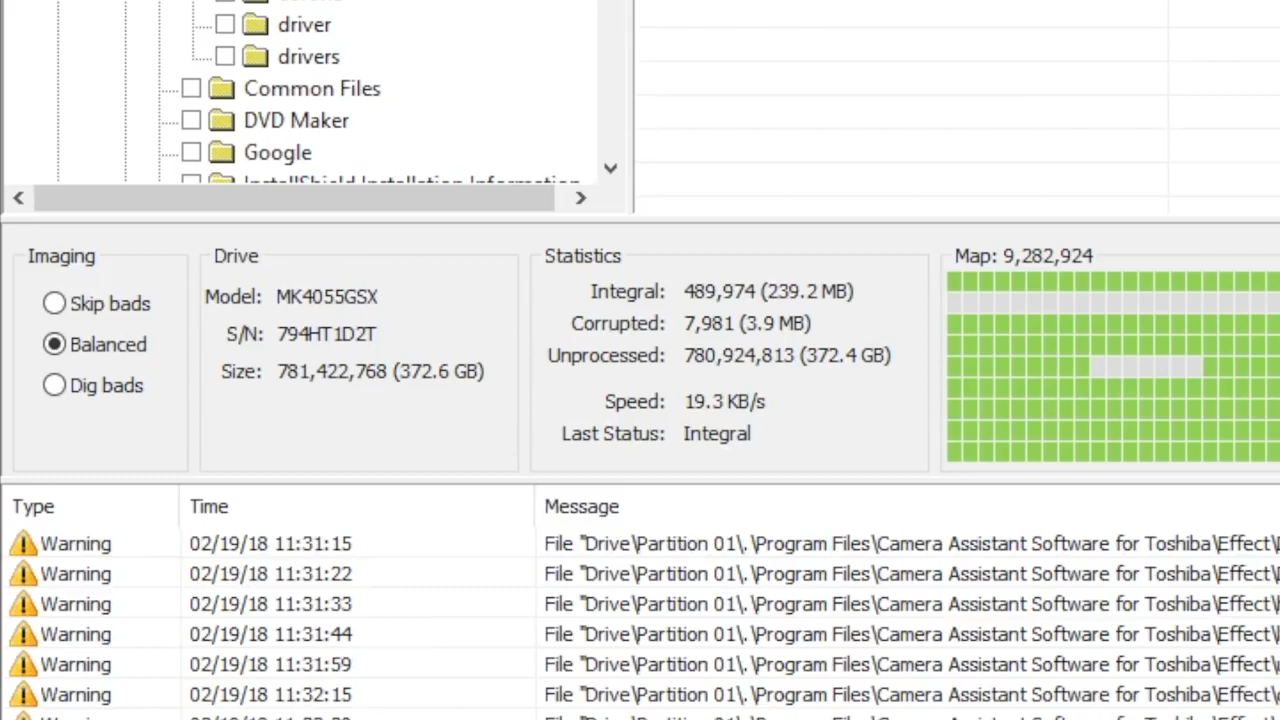 driver
drivers
Common Files
DVD Maker
Google
InstallShield Installation Information
Imaging
Skip bads
Balanced
Dig bads
Drive
Model: MK4055GSX
S/N: 794HT1D2T
Size: 781,422,768 (372.6 GB)
Statistics
Integral: 489,974 (239.2 MB)
Corrupted: 7,981 (3.9 MB)
Unprocessed: 780,924,813 (372.4 GB)
Speed: 19.3 KB/s
Last Status: Integral
Map: 9,282,924
Type Time Message
Warning 02/19/18 11:31:15 File "Drive\Partition 01\.\Program Files\Camera Assistant Software for Toshiba\Effect\
Warning 02/19/18 11:31:22 File "Drive\Partition 01\.\Program Files\Camera Assistant Software for Toshiba\Effect\
Warning 02/19/18 11:31:33 File "Drive\Partition 01\.\Program Files\Camera Assistant Software for Toshiba\Effect\
Warning 02/19/18 11:31:44 File "Drive\Partition 01\.\Program Files\Camera Assistant Software for Toshiba\Effect\
Warning 02/19/18 11:31:59 File "Drive\Partition 01\.\Program Files\Camera Assistant Software for Toshiba\Effect\
Warning 02/19/18 11:32:15 File "Drive\Partition 01\.\Program Files\Camera Assistant Software for Toshiba\Effect\